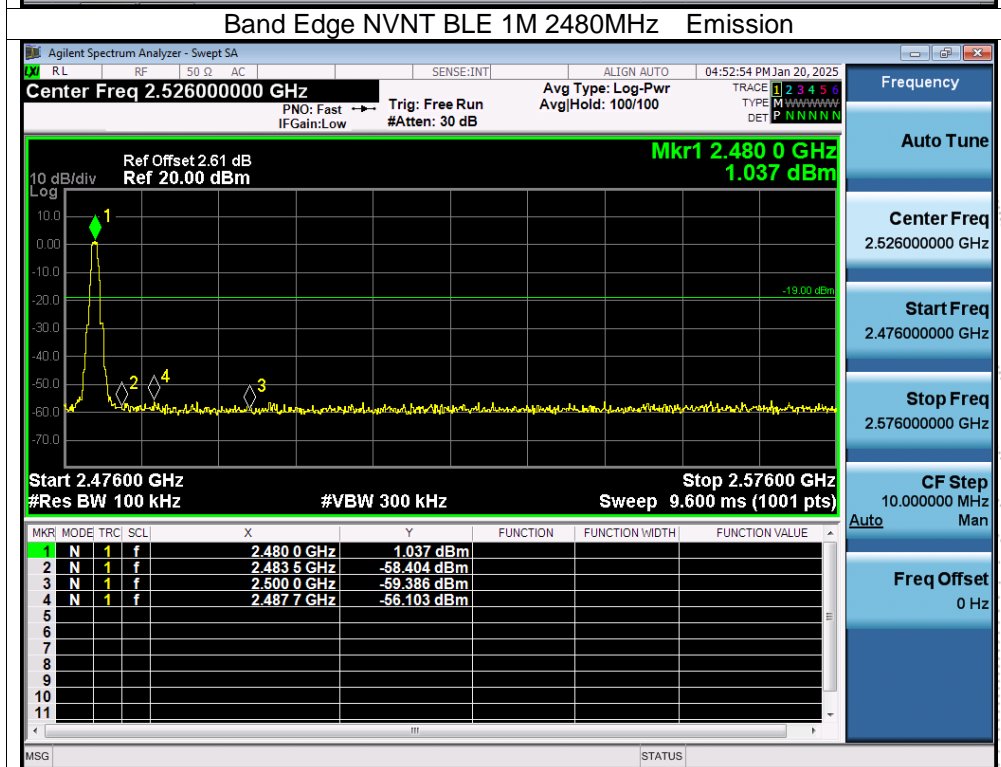 Band Edge NVNT BLE 1M 2480MHz Emission
Agilent Spectrum Analyzer - Swept SA
LXI RL RF 50 Ω AC SENSE:INT ALIGN AUTO 04:52:54 PM Jan 20, 2025
Center Freq 2.526000000 GHz
PNO: Fast
IFGain:Low
Trig: Free Run
#Atten: 30 dB
Avg Type: Log-Pwr
Avg|Hold: 100/100
TRACE 1 2 3 4 5 6
TYPE M WWWWW
DET P N N N N N
Frequency
Auto Tune
Center Freq
2.526000000 GHz
Start Freq
2.476000000 GHz
Stop Freq
2.576000000 GHz
CF Step
10.000000 MHz
Auto Man
Freq Offset
0 Hz
Ref Offset 2.61 dB
10 dB/div Ref 20.00 dBm
Log
Mkr1 2.480 0 GHz
1.037 dBm
10.0
0.00
-10.0
-20.0
-30.0
-40.0
-50.0
-60.0
-70.0
1
-19.00 dBm
2
4
3
Start 2.47600 GHz Stop 2.57600 GHz
#Res BW 100 kHz #VBW 300 kHz Sweep 9.600 ms (1001 pts)
MKR MODE TRC SCL X Y FUNCTION FUNCTION WIDTH FUNCTION VALUE
1 N 1 f 2.480 0 GHz 1.037 dBm
2 N 1 f 2.483 5 GHz -58.404 dBm
3 N 1 f 2.500 0 GHz -59.386 dBm
4 N 1 f 2.487 7 GHz -56.103 dBm
5
6
7
8
9
10
11
MSG STATUS